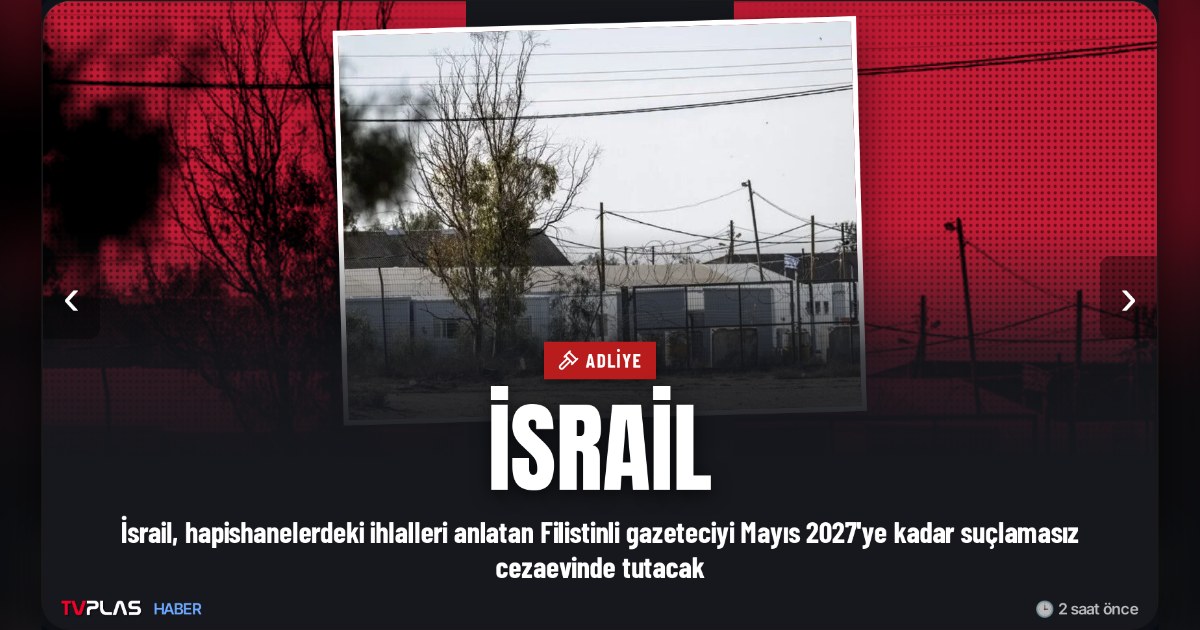 ADLİYE
İSRAİL
İsrail, hapishanelerdeki ihlalleri anlatan Filistinli gazeteciyi Mayıs 2027'ye kadar suçlamasız
cezaevinde tutacak
TVPLAS HABER
2 saat önce